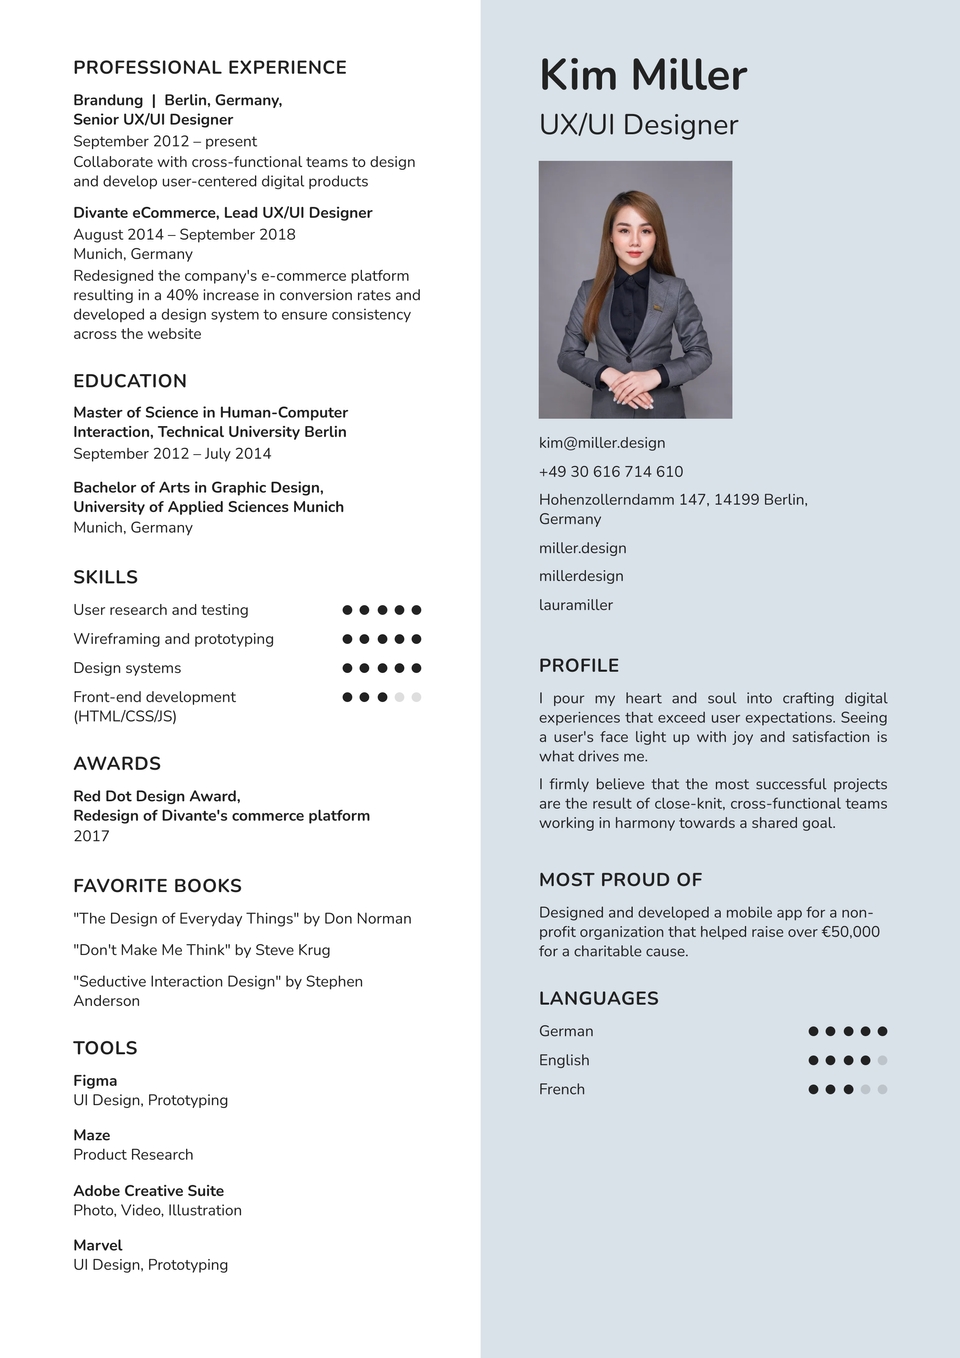 PROFESSIONAL EXPERIENCE
Brandung | Berlin, Germany,
Senior UX/UI Designer
September 2012 – present
Collaborate with cross-functional teams to design
and develop user-centered digital products
Divante eCommerce, Lead UX/UI Designer
August 2014 – September 2018
Munich, Germany
Redesigned the company's e-commerce platform
resulting in a 40% increase in conversion rates and
developed a design system to ensure consistency
across the website
EDUCATION
Master of Science in Human-Computer
Interaction, Technical University Berlin
September 2012 – July 2014
Bachelor of Arts in Graphic Design,
University of Applied Sciences Munich
Munich, Germany
SKILLS
User research and testing
Wireframing and prototyping
Design systems
Front-end development
(HTML/CSS/JS)
AWARDS
Red Dot Design Award,
Redesign of Divante's commerce platform
2017
FAVORITE BOOKS
"The Design of Everyday Things" by Don Norman
"Don't Make Me Think" by Steve Krug
"Seductive Interaction Design" by Stephen
Anderson
TOOLS
Figma
UI Design, Prototyping
Maze
Product Research
Adobe Creative Suite
Photo, Video, Illustration
Marvel
UI Design, Prototyping
Kim Miller
UX/UI Designer
kim@miller.design
+49 30 616 714 610
Hohenzollerndamm 147, 14199 Berlin,
Germany
miller.design
millerdesign
lauramiller
PROFILE
I pour my heart and soul into crafting digital
experiences that exceed user expectations. Seeing
a user's face light up with joy and satisfaction is
what drives me.
I firmly believe that the most successful projects
are the result of close-knit, cross-functional teams
working in harmony towards a shared goal.
MOST PROUD OF
Designed and developed a mobile app for a non-
profit organization that helped raise over €50,000
for a charitable cause.
LANGUAGES
German
English
French